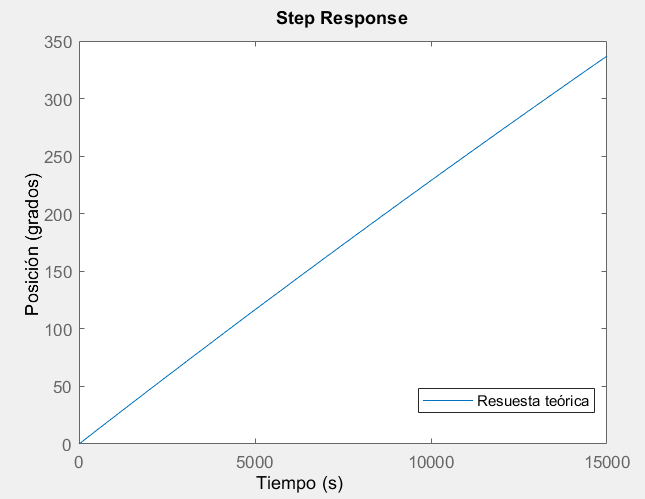 Step Response
350
300
250
200
150
100
50
0
Posición (grados)
Resuesta teórica
0 5000 10000 15000
Tiempo (s)